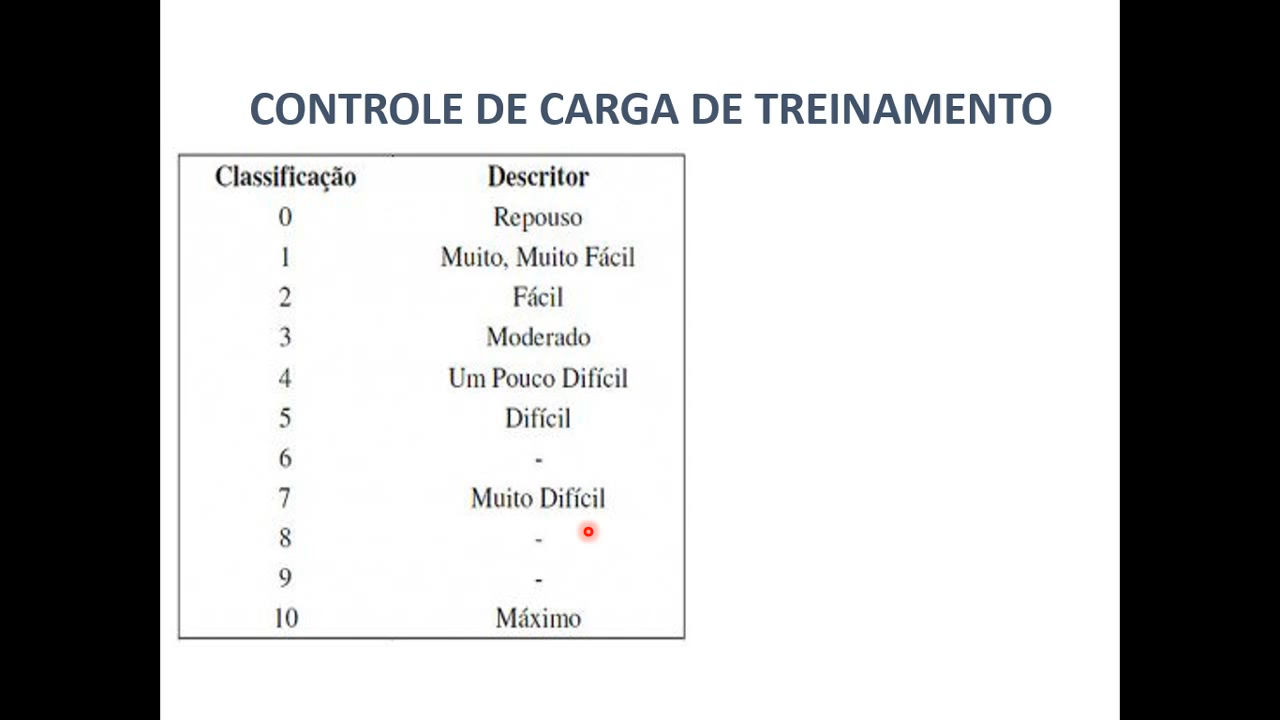 CONTROLE DE CARGA DE TREINAMENTO
Classificação Descritor
0 Repouso
1 Muito, Muito Fácil
2 Fácil
3 Moderado
4 Um Pouco Difícil
5 Difícil
6 -
7 Muito Difícil
8 -
9 -
10 Máximo